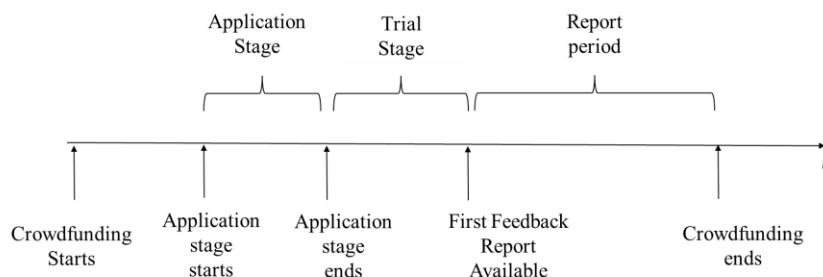 Application
Stage
Trial
Stage
Report
period
Crowdfunding
Starts
Application
stage
starts
Application
stage
ends
First Feedback
Report
Available
Crowdfunding
ends